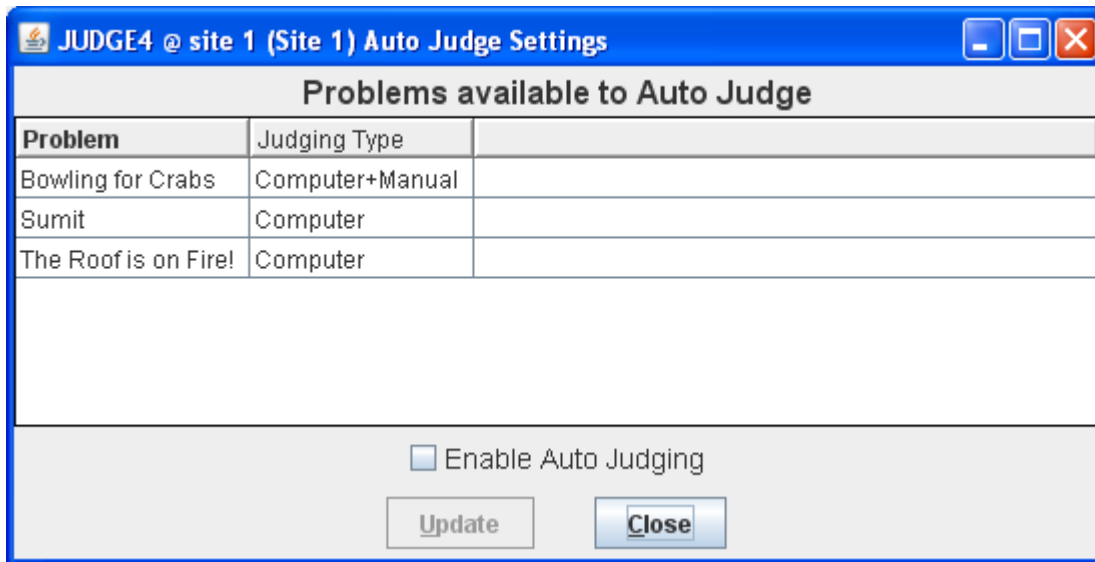 JUDGE4 @ site 1 (Site 1) Auto Judge Settings
Problems available to Auto Judge
Problem Judging Type
Bowling for Crabs Computer+Manual
Sumit Computer
The Roof is on Fire! Computer
Enable Auto Judging
Update Close